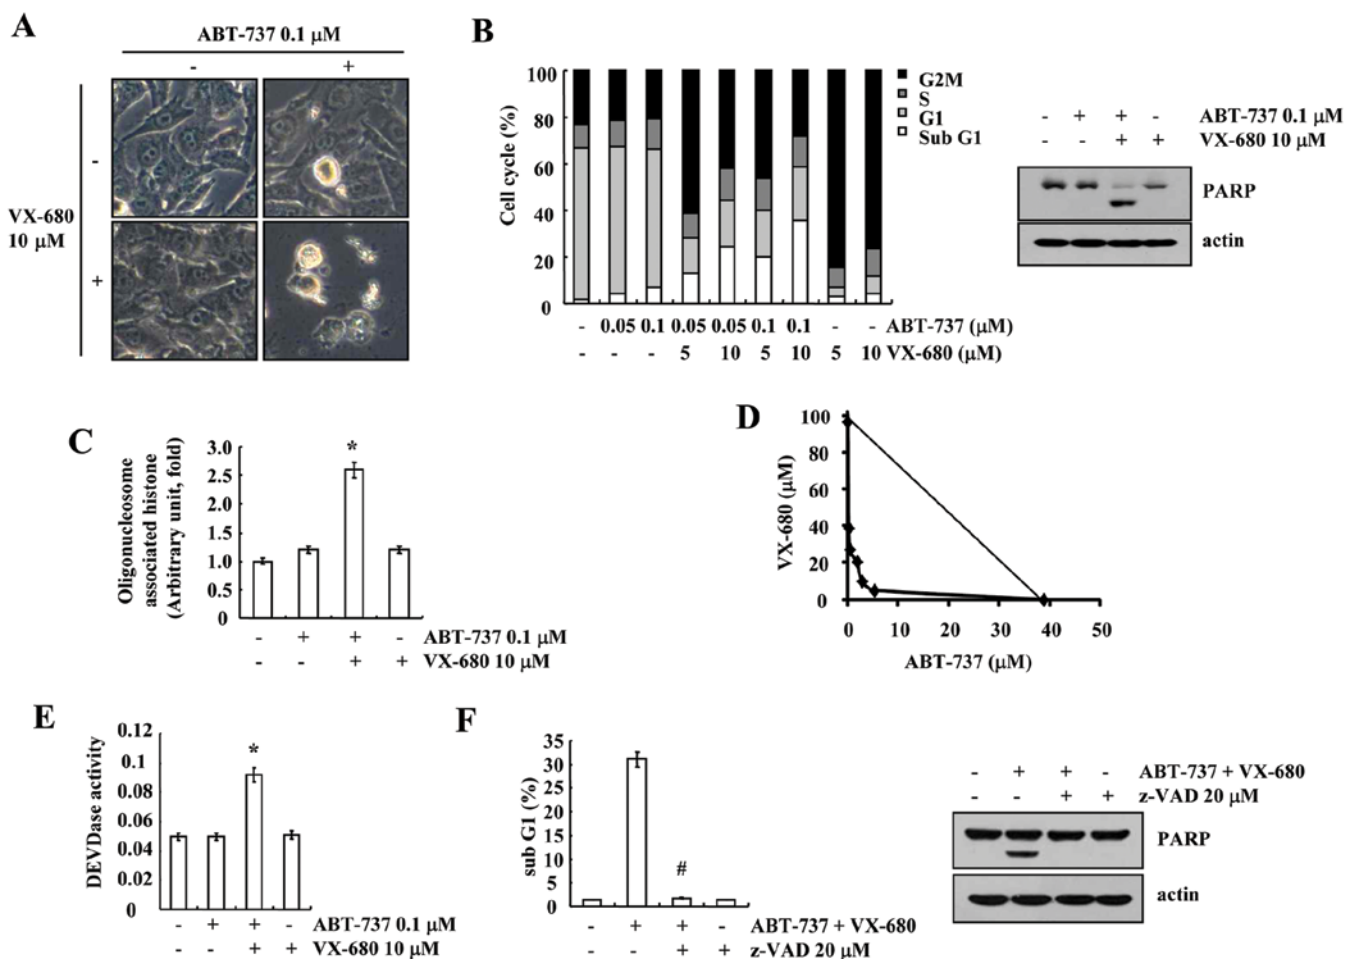 A
ABT-737 0.1 μM
- +
VX-680
10 μM
-
+
B
Cell cycle (%)
100
80
60
40
20
0
G2M
S
G1
Sub G1
- 0.05 0.1 0.05 0.05 0.1 0.1 - - ABT-737 (μM)
- - - 5 10 5 10 5 10 VX-680 (μM)
- + + - ABT-737 0.1 μM
- - + + VX-680 10 μM
PARP
actin
C
Oligonucleosome
associated histone
(Arbitrary unit, fold)
3.0
2.5
2.0
1.5
1.0
0.5
0
*
- + + - ABT-737 0.1 μM
- - + + VX-680 10 μM
D
VX-680 (μM)
100
80
60
40
20
0
0 10 20 30 40 50
ABT-737 (μM)
E
DEVDase activity
0.12
0.1
0.08
0.06
0.04
0.02
0
*
- + + - ABT-737 0.1 μM
- - + + VX-680 10 μM
F
sub G1 (%)
35
30
25
20
15
10
5
0
#
- + + - ABT-737 + VX-680
- - + + z-VAD 20 μM
- + + - ABT-737 + VX-680
- - + + z-VAD 20 μM
PARP
actin